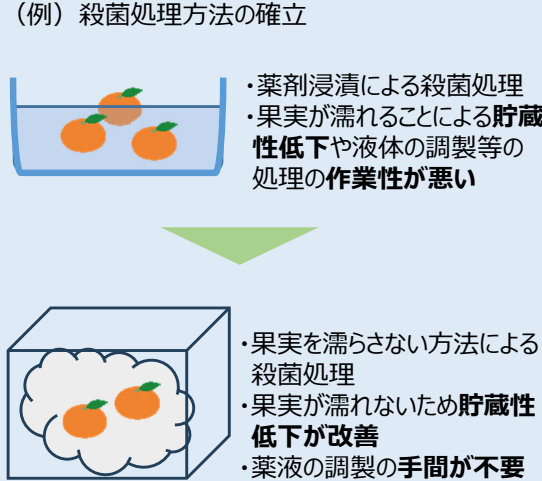 （例）殺菌処理方法の確立
・薬剤浸漬による殺菌処理
・果実が濡れることによる貯蔵
性低下や液体の調製等の
処理の作業性が悪い
・果実を濡らさない方法による
殺菌処理
・果実が濡れないため貯蔵性
低下が改善
・薬液の調製の手間が不要